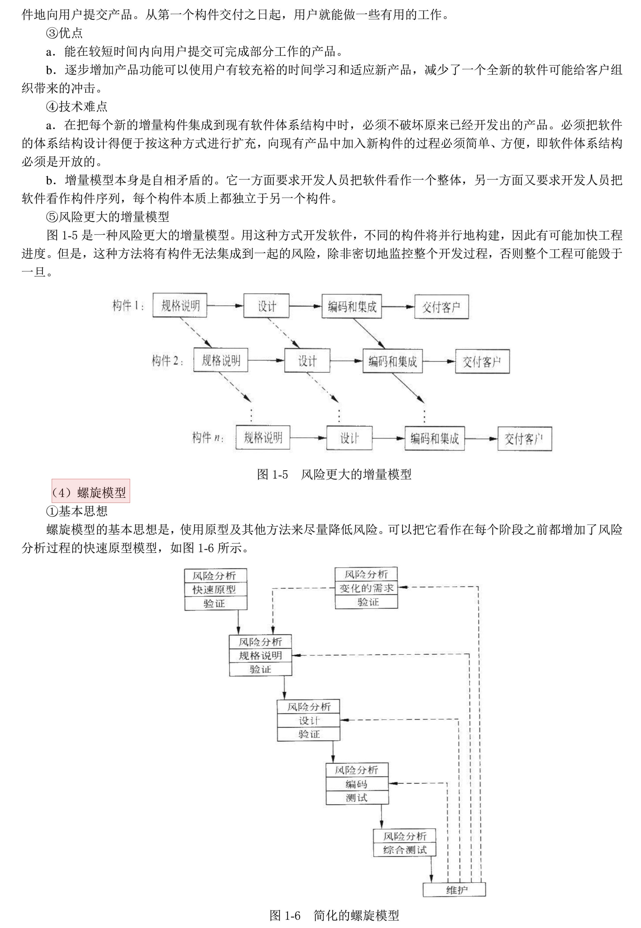 件地向用户提交产品。从第一个构件交付之日起，用户就能做一些有用的工作。
③优点
a．能在较短时间内向用户提交可完成部分工作的产品。
b．逐步增加产品功能可以使用户有较充裕的时间学习和适应新产品，减少了一个全新的软件可能给客户组
织带来的冲击。
④技术难点
a．在把每个新的增量构件集成到现有软件体系结构中时，必须不破坏原来已经开发出的产品。必须把软件
的体系结构设计得便于按这种方式进行扩充，向现有产品中加入新构件的过程必须简单、方便，即软件体系结构
必须是开放的。
b．增量模型本身是自相矛盾的。它一方面要求开发人员把软件看作一个整体，另一方面又要求开发人员把
软件看作构件序列，每个构件本质上都独立于另一个构件。
⑤风险更大的增量模型
图 1-5 是一种风险更大的增量模型。用这种方式开发软件，不同的构件将并行地构建，因此有可能加快工程
进度。但是，这种方法将有构件无法集成到一起的风险，除非密切地监控整个开发过程，否则整个工程可能毁于
一旦。
构件 1： 规格说明 设计 编码和集成 交付客户
构件 2： 规格说明 设计 编码和集成 交付客户
构件 n： 规格说明 设计 编码和集成 交付客户
图 1-5 风险更大的增量模型
（4）螺旋模型
①基本思想
螺旋模型的基本思想是，使用原型及其他方法来尽量降低风险。可以把它看作在每个阶段之前都增加了风险
分析过程的快速原型模型，如图 1-6 所示。
风险分析
快速原型
验证
风险分析
变化的需求
验证
风险分析
规格说明
验证
风险分析
设计
验证
风险分析
编码
测试
风险分析
综合测试
维护
图 1-6 简化的螺旋模型